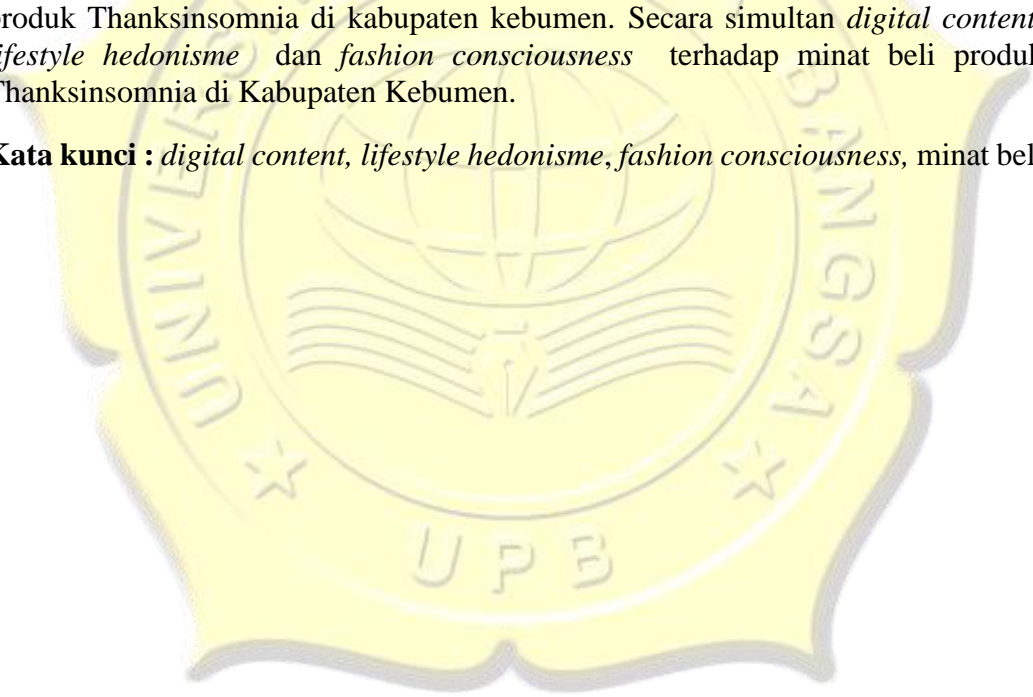 produk Thanksinsomnia di kabupaten kebumen. Secara simultan digital content
lifestyle hedonisme dan fashion consciousness terhadap minat beli produk
Thanksinsomnia di Kabupaten Kebumen.
Kata kunci : digital content, lifestyle hedonisme, fashion consciousness, minat beli
BANGSA
UPB